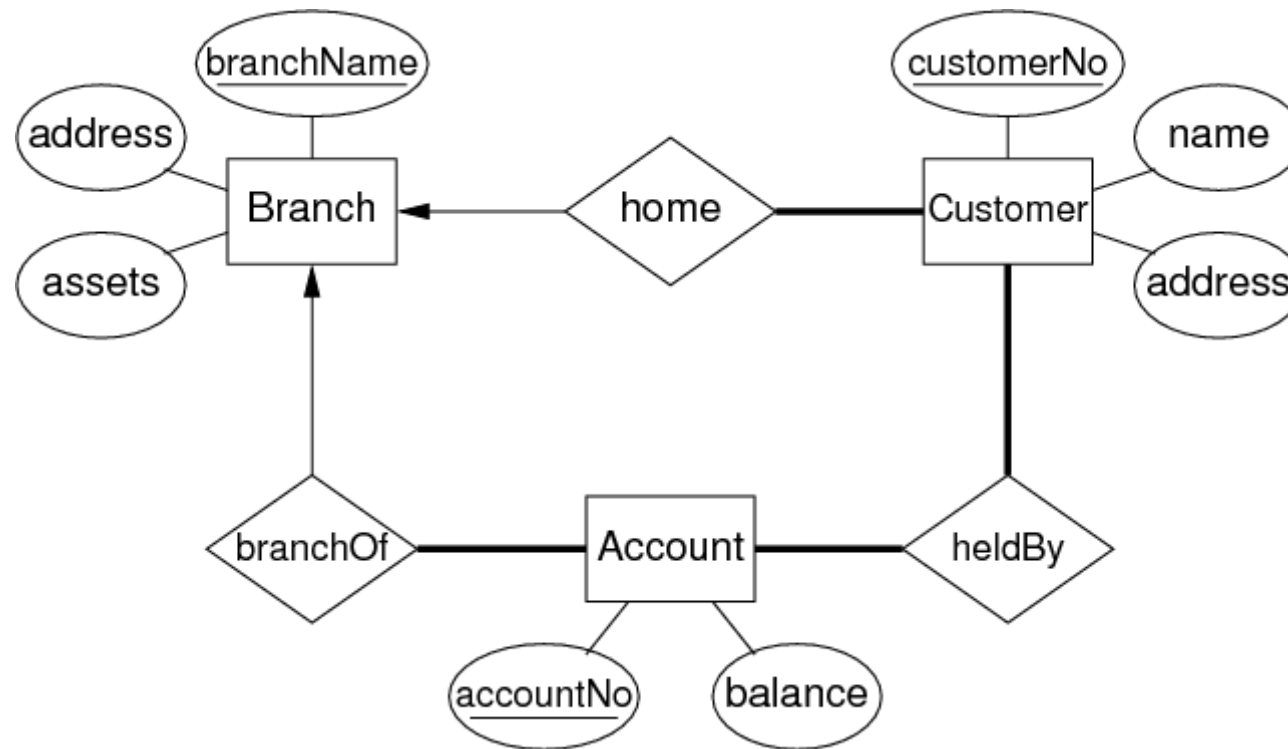 branchName
customerNo
address
name
Branch
home
Customer
assets
address
branchOf
Account
heldBy
accountNo
balance